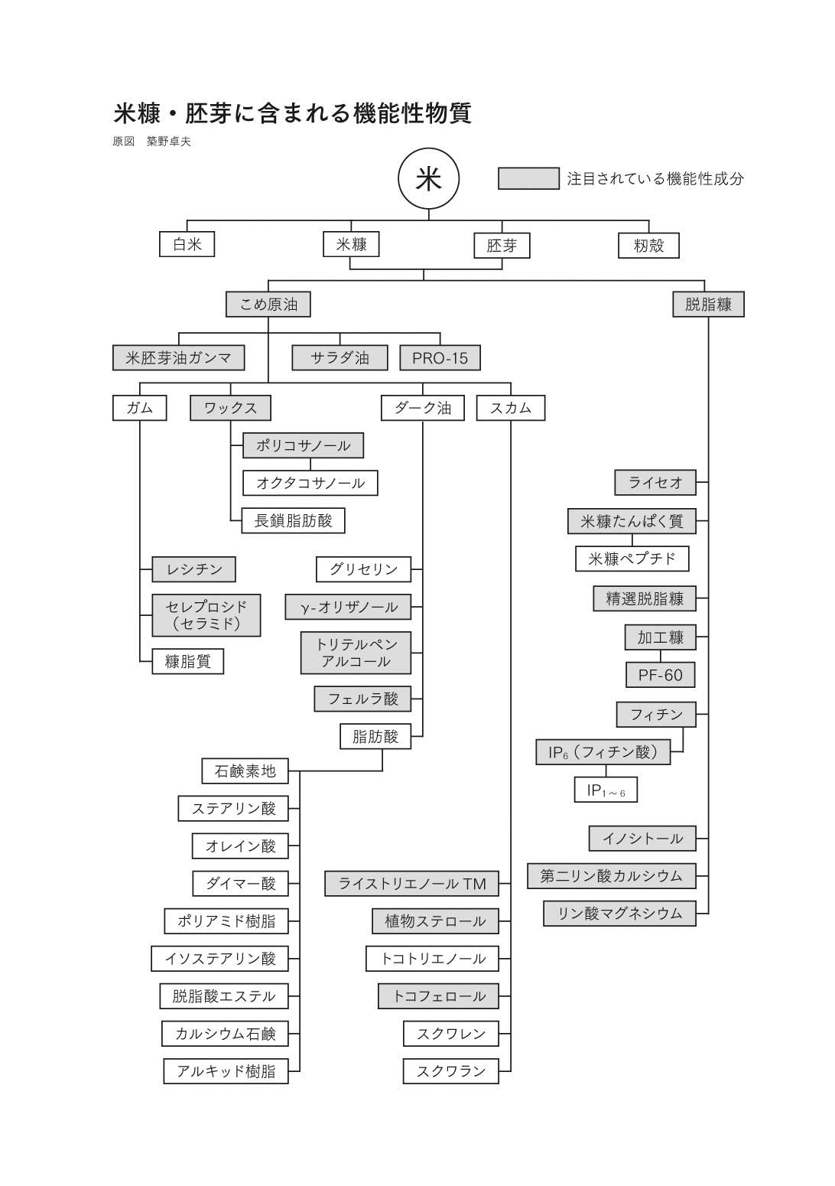 米糠・胚芽に含まれる機能性物質
原図　築野卓夫
米
注目されている機能性成分
白米
米糠
胚芽
籾殻
こめ原油
脱脂糠
米胚芽油ガンマ
サラダ油
PRO-15
ガム
ワックス
ダーク油
スカム
ポリコサノール
オクタコサノール
長鎖脂肪酸
レシチン
セレブロシド
（セラミド）
糠脂質
グリセリン
γ-オリザノール
トリテルペン
アルコール
フェルラ酸
脂肪酸
石鹸素地
ステアリン酸
オレイン酸
ダイマー酸
ポリアミド樹脂
イソステアリン酸
脱脂酸エステル
カルシウム石鹸
アルキッド樹脂
ライストリエノール TM
植物ステロール
トコトリエノール
トコフェロール
スクワレン
スクワラン
ライセオ
米糠たんぱく質
米糠ペプチド
精選脱脂糠
加工糠
PF-60
フィチン
IP₆（フィチン酸）
IP₁～₆
イノシトール
第二リン酸カルシウム
リン酸マグネシウム